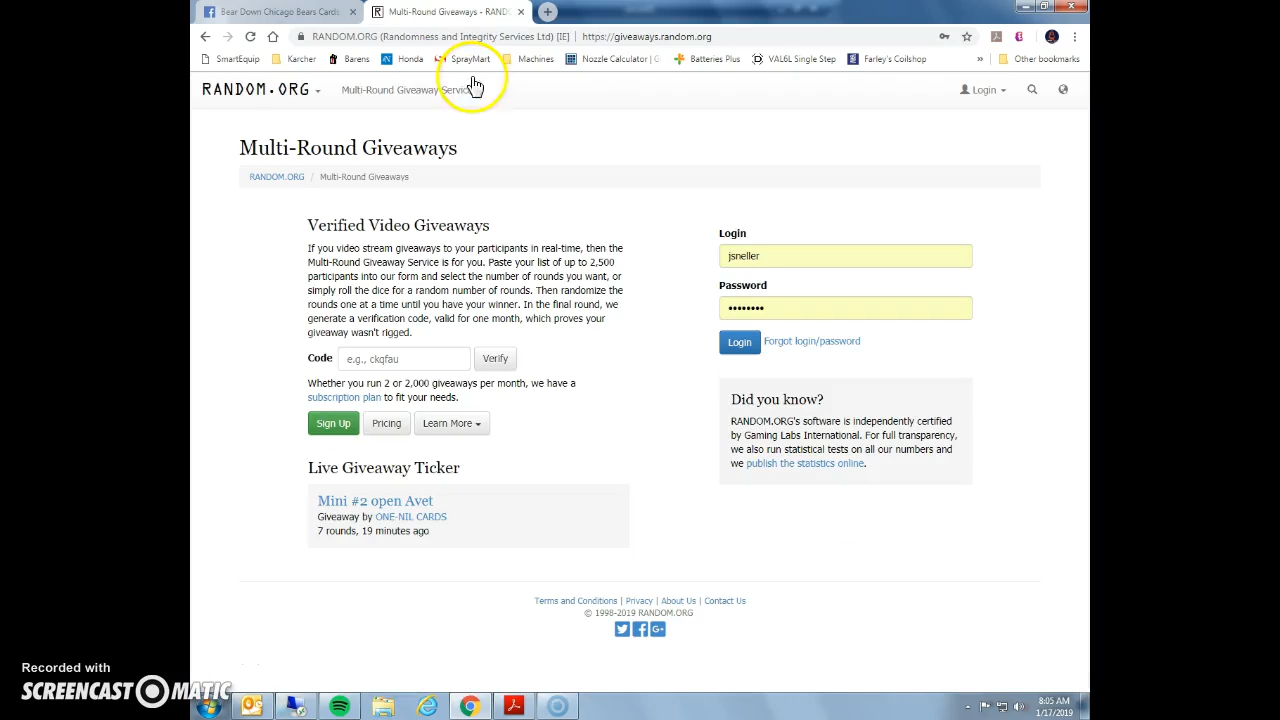 Bear Down Chicago Bears Cards
Multi-Round Giveaways - RAND
RANDOM.ORG (Randomness and Integrity Services Ltd) [IE] | https://giveaways.random.org
SmartEquip Karcher Barens Honda SprayMart Machines Nozzle Calculator | G Batteries Plus VAL6L Single Step Farley's Coilshop » Other bookmarks
RANDOM.ORG Multi-Round Giveaway Servic Login
Multi-Round Giveaways
RANDOM.ORG / Multi-Round Giveaways
Verified Video Giveaways
If you video stream giveaways to your participants in real-time, then the
Multi-Round Giveaway Service is for you. Paste your list of up to 2,500
participants into our form and select the number of rounds you want, or
simply roll the dice for a random number of rounds. Then randomize the
rounds one at a time until you have your winner. In the final round, we
generate a verification code, valid for one month, which proves your
giveaway wasn't rigged.
Code e.g., ckqfau Verify
Whether you run 2 or 2,000 giveaways per month, we have a
subscription plan to fit your needs.
Sign Up Pricing Learn More
Live Giveaway Ticker
Mini #2 open Avet
Giveaway by ONE-NIL CARDS
7 rounds, 19 minutes ago
Login
jsneller
Password
••••••••
Login Forgot login/password
Did you know?
RANDOM.ORG's software is independently certified
by Gaming Labs International. For full transparency,
we also run statistical tests on all our numbers and
we publish the statistics online.
Terms and Conditions | Privacy | About Us | Contact Us
© 1998-2019 RANDOM.ORG
Recorded with
SCREENCAST MATIC
8:05 AM
1/17/2019